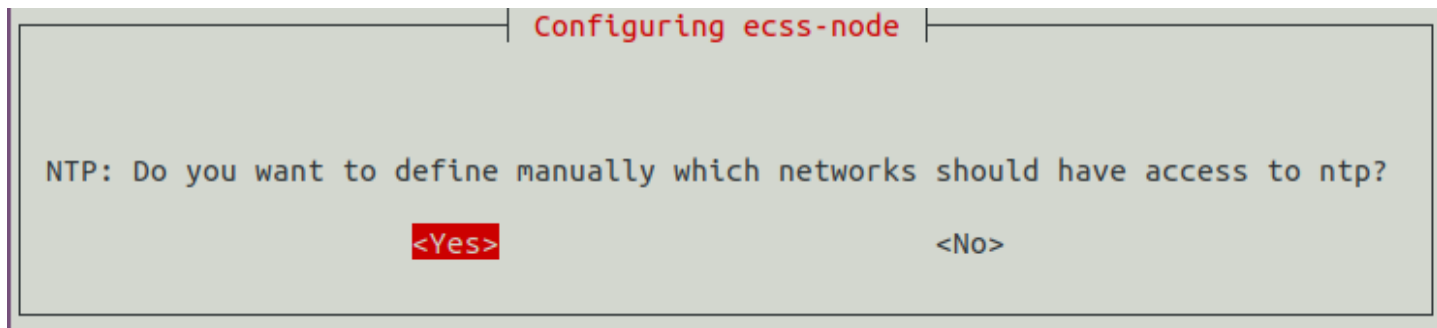 Configuring ecss-node
NTP: Do you want to define manually which networks should have access to ntp?
<Yes> <No>